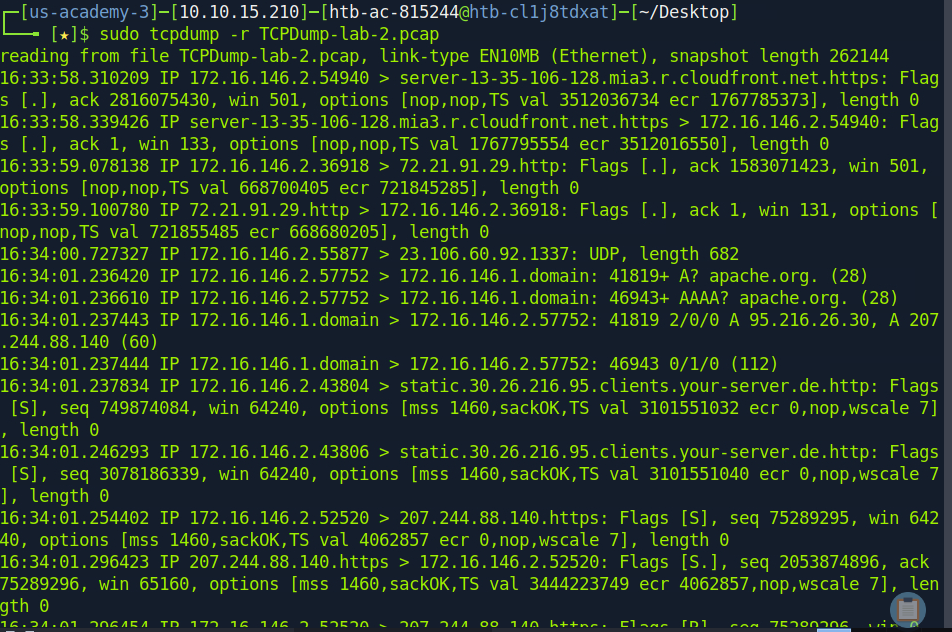 ┌─[us-academy-3]─[10.10.15.210]─[htb-ac-815244@htb-cl1j8tdxat]─[~/Desktop]
└──╼ [★]$ sudo tcpdump -r TCPDump-lab-2.pcap
reading from file TCPDump-lab-2.pcap, link-type EN10MB (Ethernet), snapshot length 262144
16:33:58.310209 IP 172.16.146.2.54940 > server-13-35-106-128.mia3.r.cloudfront.net.https: Flag
s [.], ack 2816075430, win 501, options [nop,nop,TS val 3512036734 ecr 1767785373], length 0
16:33:58.339426 IP server-13-35-106-128.mia3.r.cloudfront.net.https > 172.16.146.2.54940: Flag
s [.], ack 1, win 133, options [nop,nop,TS val 1767795554 ecr 3512016550], length 0
16:33:59.078138 IP 172.16.146.2.36918 > 72.21.91.29.http: Flags [.], ack 1583071423, win 501,
options [nop,nop,TS val 668700405 ecr 721845285], length 0
16:33:59.100780 IP 72.21.91.29.http > 172.16.146.2.36918: Flags [.], ack 1, win 131, options [
nop,nop,TS val 721855485 ecr 668680205], length 0
16:34:00.727327 IP 172.16.146.2.55877 > 23.106.60.92.1337: UDP, length 682
16:34:01.236420 IP 172.16.146.2.57752 > 172.16.146.1.domain: 41819+ A? apache.org. (28)
16:34:01.236610 IP 172.16.146.2.57752 > 172.16.146.1.domain: 46943+ AAAA? apache.org. (28)
16:34:01.237443 IP 172.16.146.1.domain > 172.16.146.2.57752: 41819 2/0/0 A 95.216.26.30, A 207
.244.88.140 (60)
16:34:01.237444 IP 172.16.146.1.domain > 172.16.146.2.57752: 46943 0/1/0 (112)
16:34:01.237834 IP 172.16.146.2.43804 > static.30.26.216.95.clients.your-server.de.http: Flags
 [S], seq 749874084, win 64240, options [mss 1460,sackOK,TS val 3101551032 ecr 0,nop,wscale 7]
, length 0
16:34:01.246293 IP 172.16.146.2.43806 > static.30.26.216.95.clients.your-server.de.http: Flags
 [S], seq 3078186339, win 64240, options [mss 1460,sackOK,TS val 3101551040 ecr 0,nop,wscale 7
], length 0
16:34:01.254402 IP 172.16.146.2.52520 > 207.244.88.140.https: Flags [S], seq 75289295, win 642
40, options [mss 1460,sackOK,TS val 4062857 ecr 0,nop,wscale 7], length 0
16:34:01.296423 IP 207.244.88.140.https > 172.16.146.2.52520: Flags [S.], seq 2053874896, ack
75289296, win 65160, options [mss 1460,sackOK,TS val 3444223749 ecr 4062857,nop,wscale 7], len
gth 0
16:34:01.296454 IP 172.16.146.2.52520 > 207.244.88.140.https: Flags